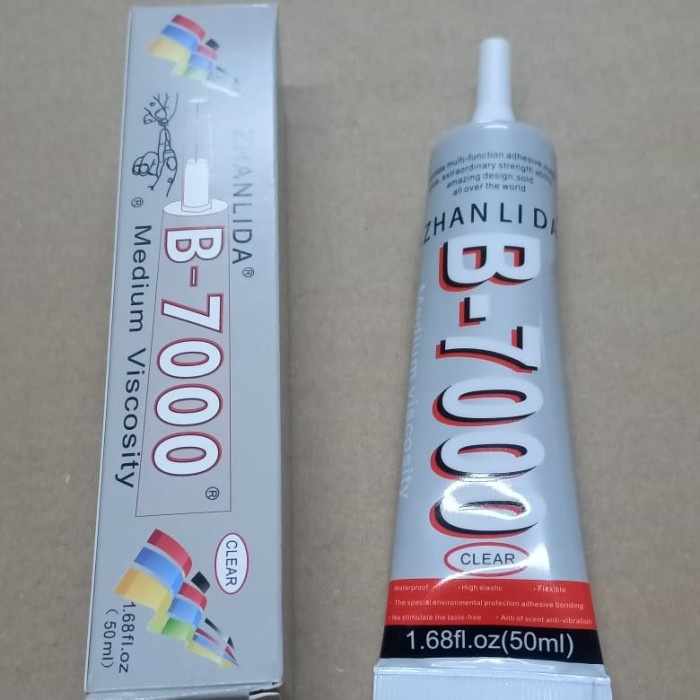 ZHANLIDA®
B-7000®
® Medium Viscosity
CLEAR
1.68fl.oz
(50ml)
multi-function adhesive
extraordinary strength
amazing design,sold
all over the world
ZHANLIDA
B-7000
Medium viscosity
CLEAR
Waterproof · High elastic · Flexible
The special environmental protection adhesive bonding
· No stimulate the taste-free · Anti of scent anti-vibration
1.68fl.oz(50ml)